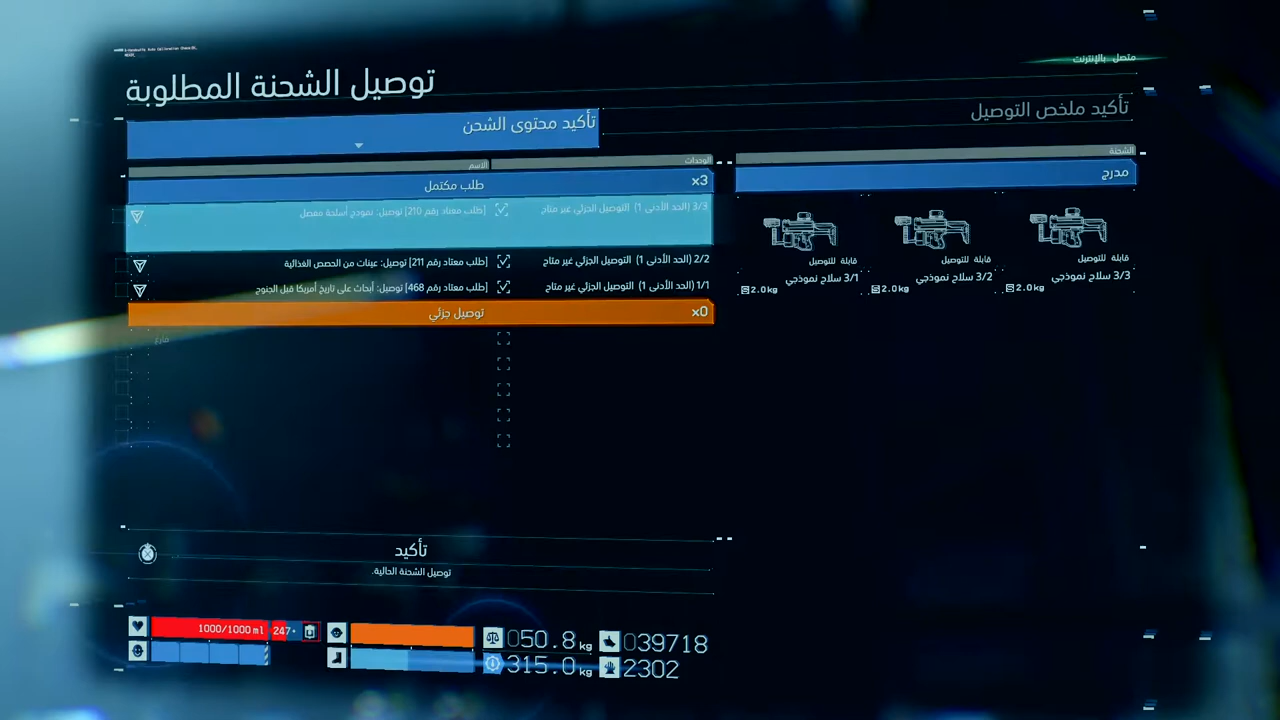 متصل بالإنترنت
توصيل الشحنة المطلوبة
تأكيد ملخص التوصيل
تأكيد محتوى الشحن
الشحنة
مدرج
قابلة للتوصيل
3/3 سلاح نموذجي
2.0kg
قابلة للتوصيل
3/2 سلاح نموذجي
2.0kg
قابلة للتوصيل
3/1 سلاح نموذجي
2.0kg
الوحدات
الاسم
x3 طلب مكتمل
3/3 (الحد الأدنى 1) التوصيل الجزئي غير متاح
[طلب معتاد رقم 210] توصيل: نموذج أسلحة مفصل
2/2 (الحد الأدنى 1) التوصيل الجزئي غير متاح
[طلب معتاد رقم 211] توصيل: عينات من الحصص الغذائية
1/1 (الحد الأدنى 1) التوصيل الجزئي غير متاح
[طلب معتاد رقم 468] توصيل: أبحاث على تاريخ أمريكا قبل الجنوح
x0 توصيل جزئي
فارغ
تأكيد
توصيل الشحنة الحالية.
1000/1000 ml
247+
050.8 kg
039718
315.0 kg
2302